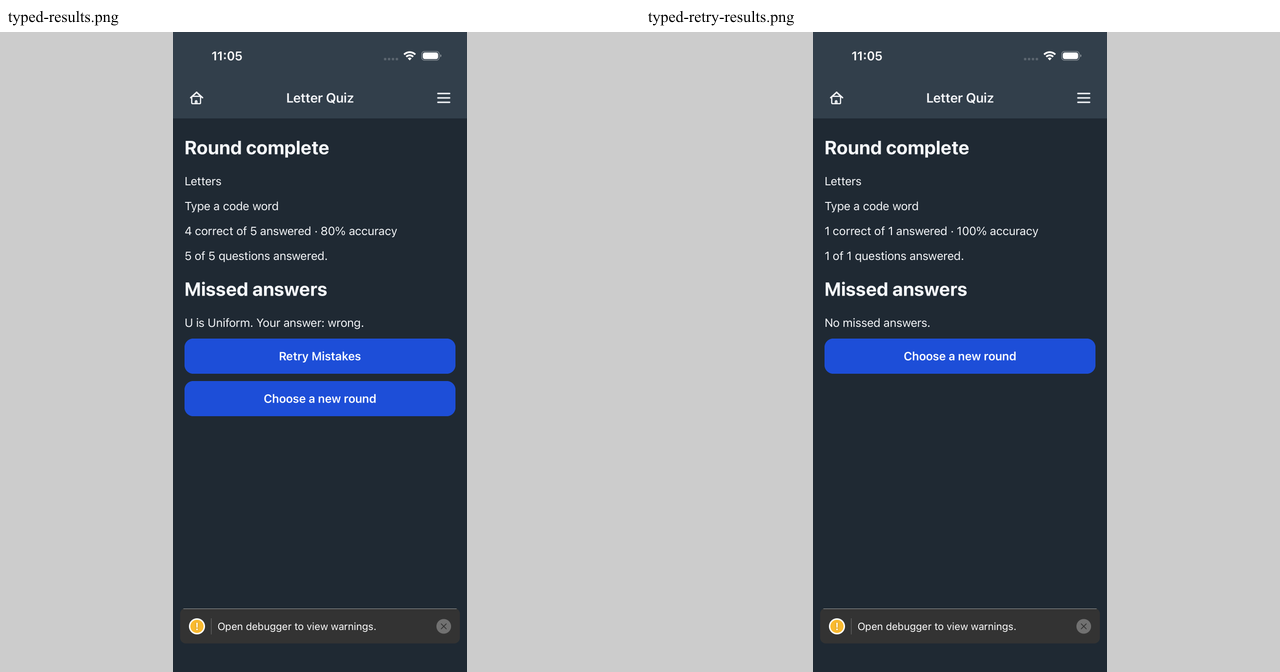 typed-results.png
11:05
Letter Quiz
Round complete
Letters
Type a code word
4 correct of 5 answered · 80% accuracy
5 of 5 questions answered.
Missed answers
U is Uniform. Your answer: wrong.
Retry Mistakes
Choose a new round
Open debugger to view warnings.
typed-retry-results.png
11:05
Letter Quiz
Round complete
Letters
Type a code word
1 correct of 1 answered · 100% accuracy
1 of 1 questions answered.
Missed answers
No missed answers.
Choose a new round
Open debugger to view warnings.